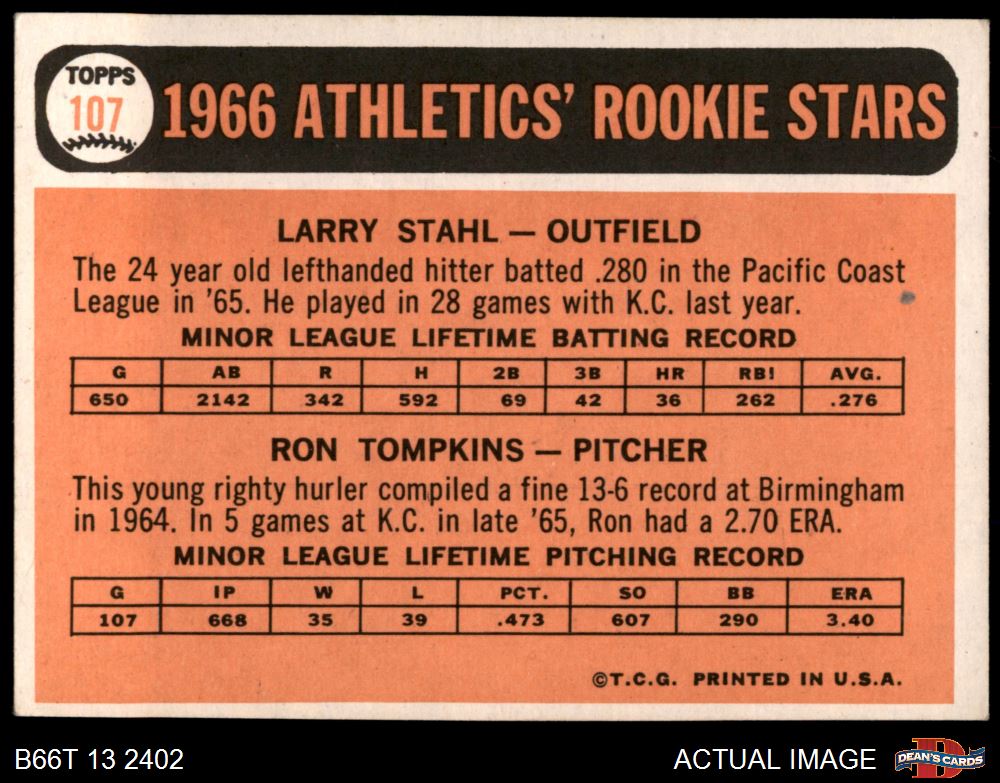 TOPPS
107
1966 ATHLETICS' ROOKIE STARS
LARRY STAHL — OUTFIELD
The 24 year old lefthanded hitter batted .280 in the Pacific Coast
League in '65. He played in 28 games with K.C. last year.
MINOR LEAGUE LIFETIME BATTING RECORD
G AB R H 2B 3B HR RBI AVG.
650 2142 342 592 69 42 36 262 .276
RON TOMPKINS — PITCHER
This young righty hurler compiled a fine 13-6 record at Birmingham
in 1964. In 5 games at K.C. in late '65, Ron had a 2.70 ERA.
MINOR LEAGUE LIFETIME PITCHING RECORD
G IP W L PCT. SO BB ERA
107 668 35 39 .473 607 290 3.40
©T.C.G. PRINTED IN U.S.A.
B66T 13 2402
ACTUAL IMAGE
D
DEAN'S CARDS